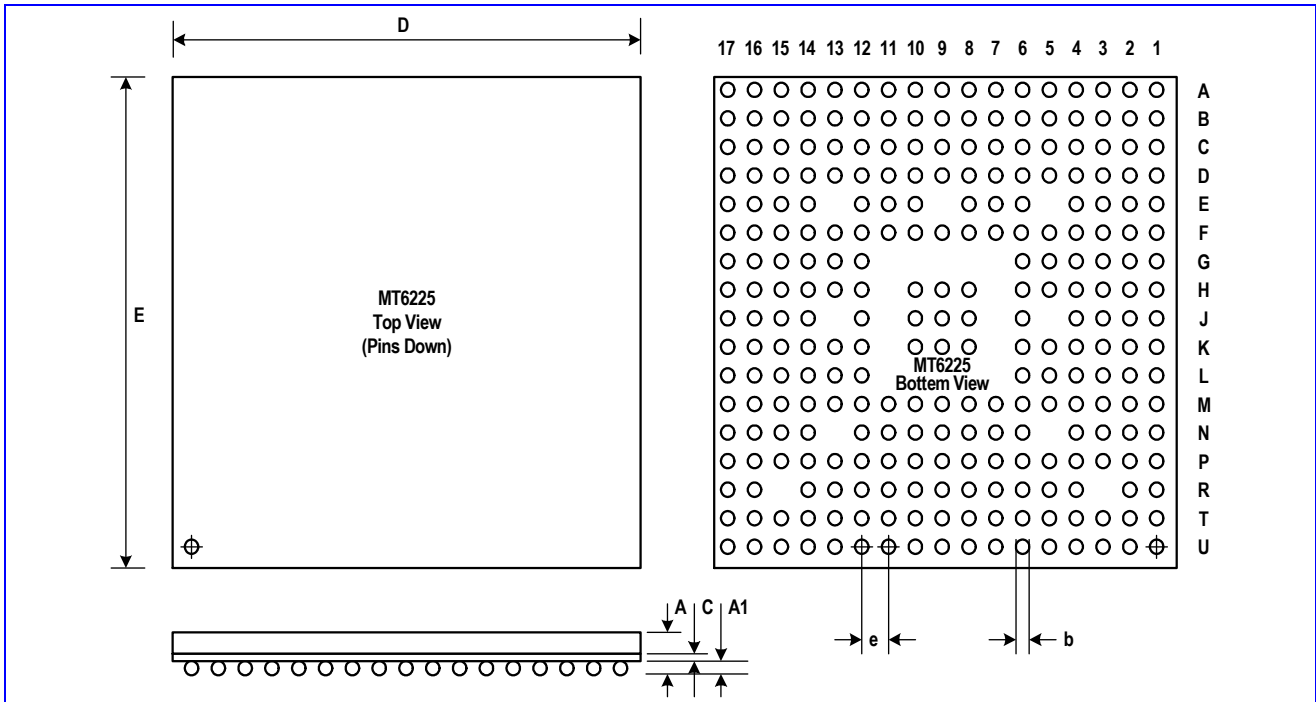 D
17 16 15 14 13 12 11 10 9 8 7 6 5 4 3 2 1
A
B
C
D
E
F
G
H
J
K
L
M
N
P
R
T
U
E
MT6225
Top View
(Pins Down)
MT6225
Bottem View
A C A1
e
b